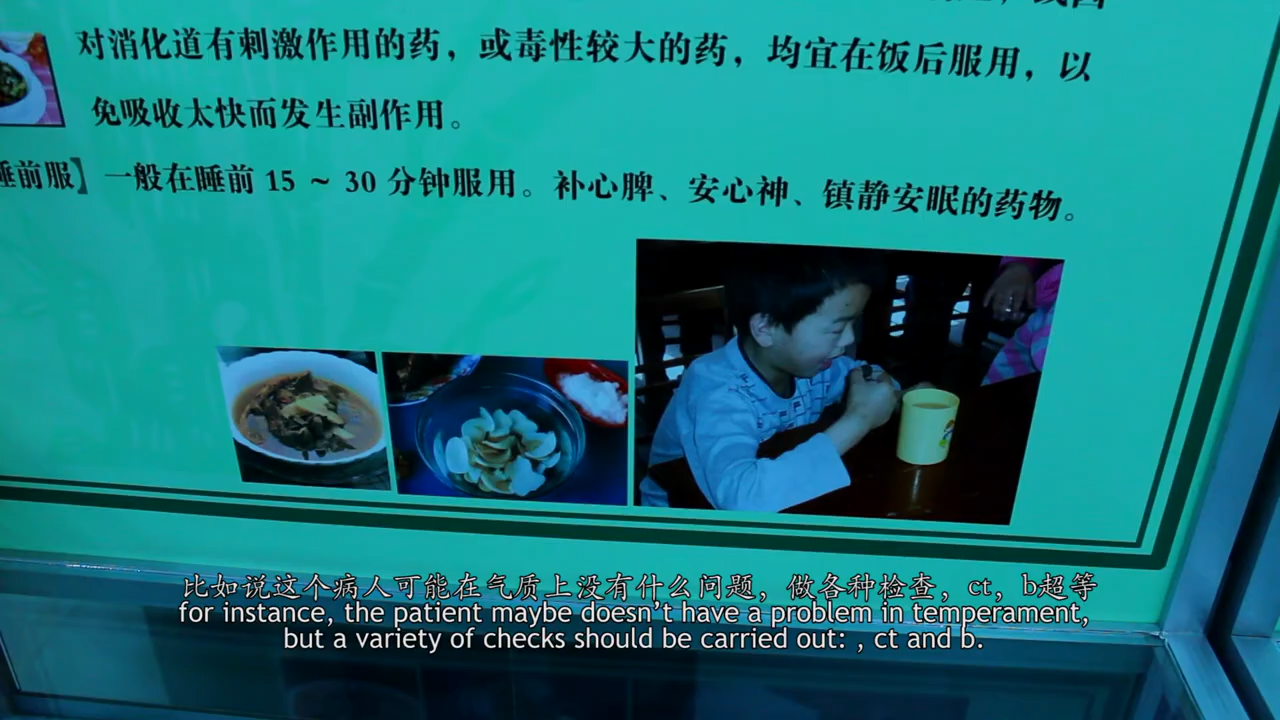 对消化道有刺激作用的药，或毒性较大的药，均宜在饭后服用，以
免吸收太快而发生副作用。
睡前服】一般在睡前 15 ~ 30 分钟服用。补心脾、安心神、镇静安眠的药物。
比如说这个病人可能在气质上没有什么问题，做各种检查，ct，b超等
for instance, the patient maybe doesn't have a problem in temperament,
but a variety of checks should be carried out: , ct and b.